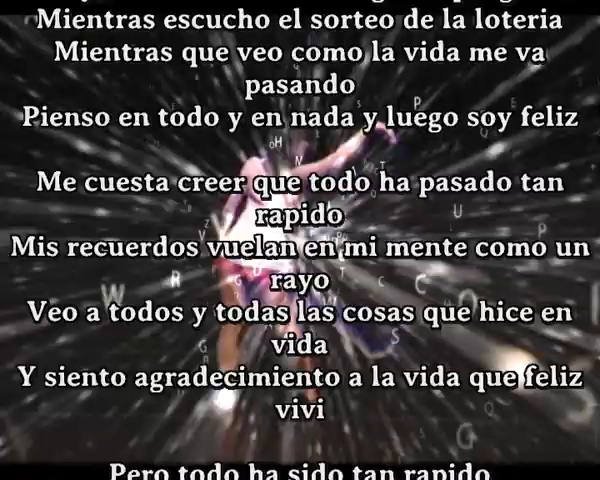 Mientras escucho el sorteo de la loteria
Mientras que veo como la vida me va
pasando
Pienso en todo y en nada y luego soy feliz
Me cuesta creer que todo ha pasado tan
rapido
Mis recuerdos vuelan en mi mente como un
rayo
Veo a todos y todas las cosas que hice en
vida
Y siento agradecimiento a la vida que feliz
vivi
Pero todo ha sido tan rapido